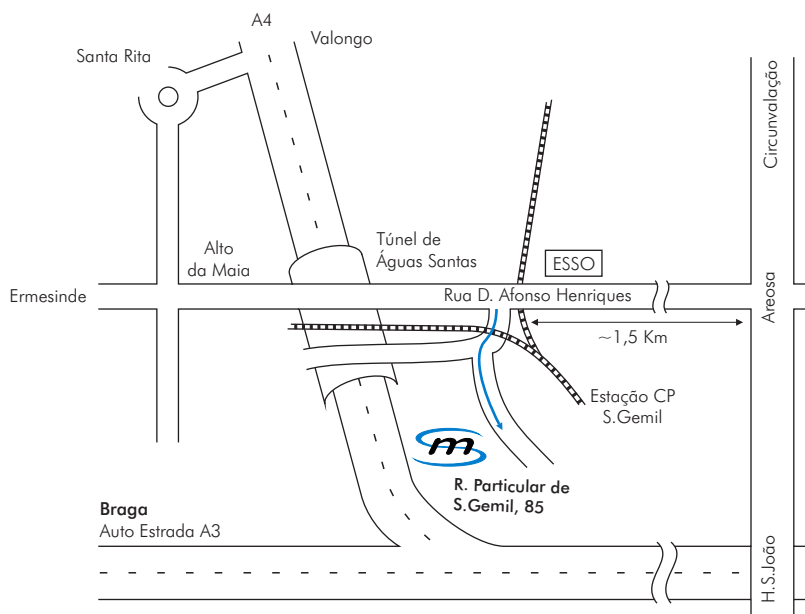 A4
Valongo
Santa Rita
Circunvalação
Alto
da Maia
Túnel de
Águas Santas
ESSO
Ermesinde
Rua D. Afonso Henriques
Areosa
~1,5 Km
Estação CP
S.Gemil
m
R. Particular de
S.Gemil, 85
Braga
Auto Estrada A3
H.S.João